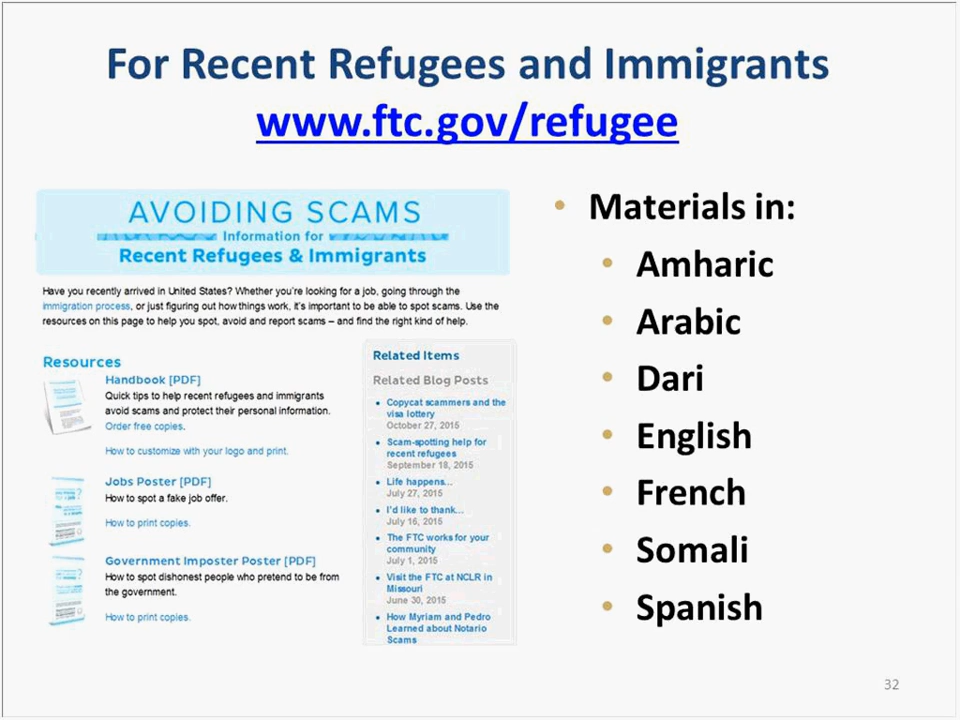 For Recent Refugees and Immigrants
www.ftc.gov/refugee
AVOIDING SCAMS
Information for
Recent Refugees & Immigrants
Have you recently arrived in United States? Whether you're looking for a job, going through the
immigration process, or just figuring out how things work, it's important to be able to spot scams. Use the
resources on this page to help you spot, avoid and report scams – and find the right kind of help.
Resources
Handbook [PDF]
Quick tips to help recent refugees and immigrants
avoid scams and protect their personal information.
Order free copies.
How to customize with your logo and print.
Jobs Poster [PDF]
How to spot a fake job offer.
How to print copies.
Government Imposter Poster [PDF]
How to spot dishonest people who pretend to be from
the government.
How to print copies.
Related Items
Related Blog Posts
• Copycat scammers and the
visa lottery
October 27, 2015
• Scam-spotting help for
recent refugees
September 18, 2015
• Life happens...
July 27, 2015
• I'd like to thank...
July 16, 2015
• The FTC works for your
community
July 1, 2015
• Visit the FTC at NCLR in
Missouri
June 30, 2015
• How Myriam and Pedro
Learned about Notario
Scams
• Materials in:
• Amharic
• Arabic
• Dari
• English
• French
• Somali
• Spanish
32